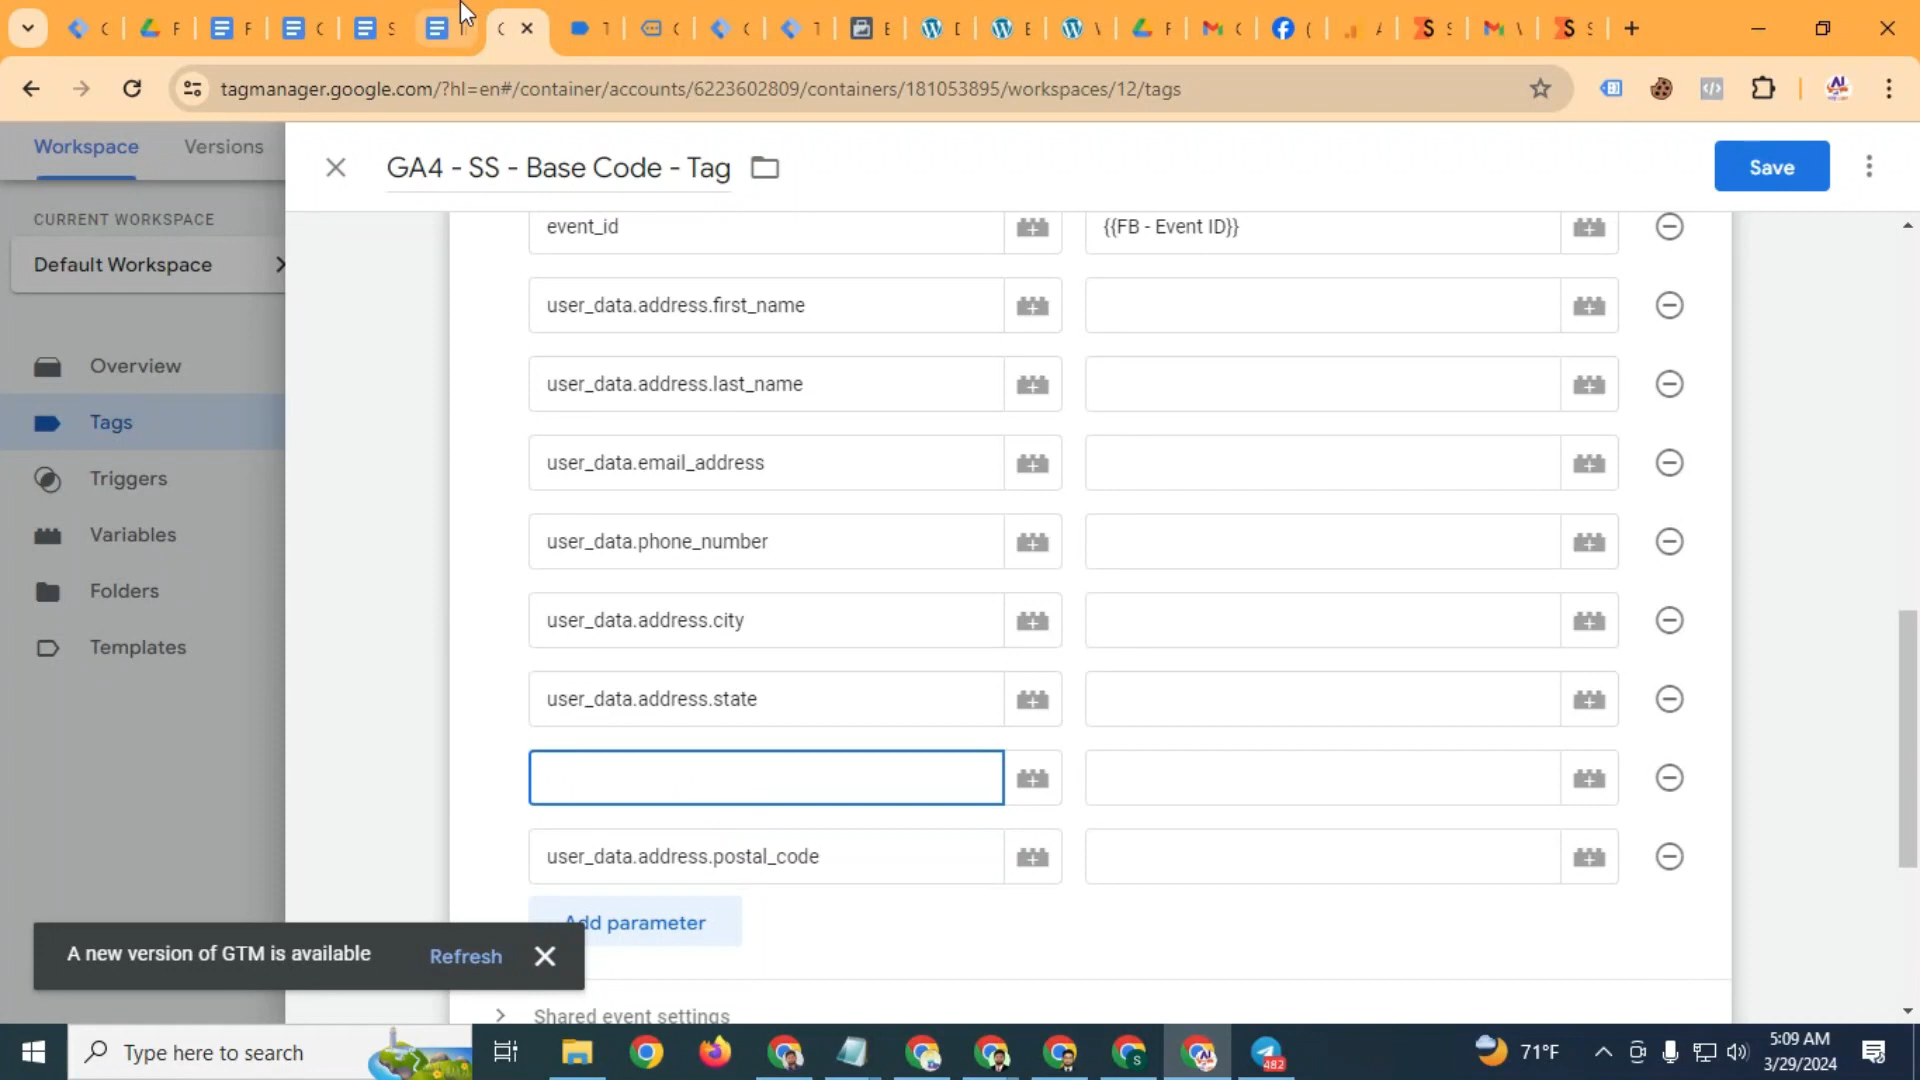 tagmanager.google.com/?hl=en#/container/accounts/6223602809/containers/181053895/workspaces/12/tags
Workspace
Versions
GA4 - SS - Base Code - Tag
Save
CURRENT WORKSPACE
Default Workspace
Overview
Tags
Triggers
Variables
Folders
Templates
event_id
{{FB - Event ID}}
user_data.address.first_name
user_data.address.last_name
user_data.email_address
user_data.phone_number
user_data.address.city
user_data.address.state
user_data.address.postal_code
Add parameter
A new version of GTM is available
Refresh
Shared event settings
Type here to search
482
71°F
5:09 AM
3/29/2024